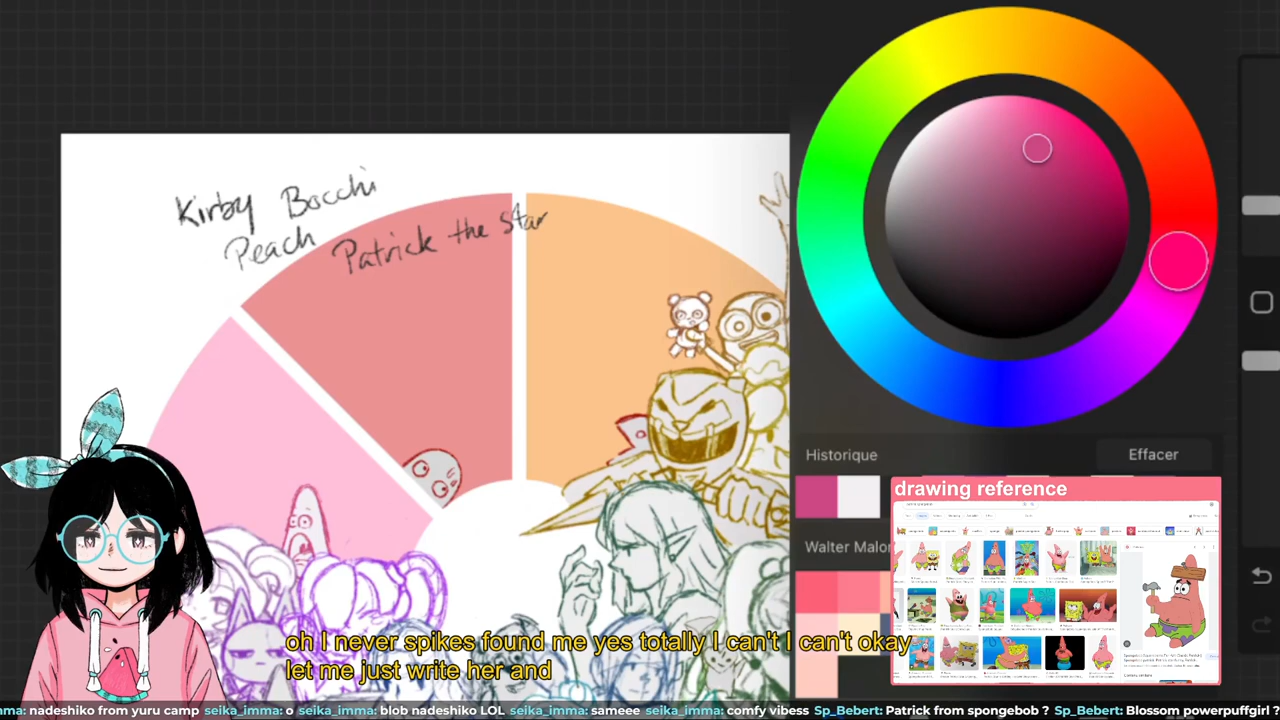 Kirby Bocchi
Peach Patrick the Star
Historique
Effacer
drawing reference
Walter Malor
oh I never spikes found me yes totally I can't I can't okay
let me just write her and
mma: nadeshiko from yuru camp seika_imma: o seika_imma: blob nadeshiko LOL seika_imma: sameee seika_imma: comfy vibess Sp_Bebert: Patrick from spongebob ? Sp_Bebert: Blossom powerpuffgirl ?